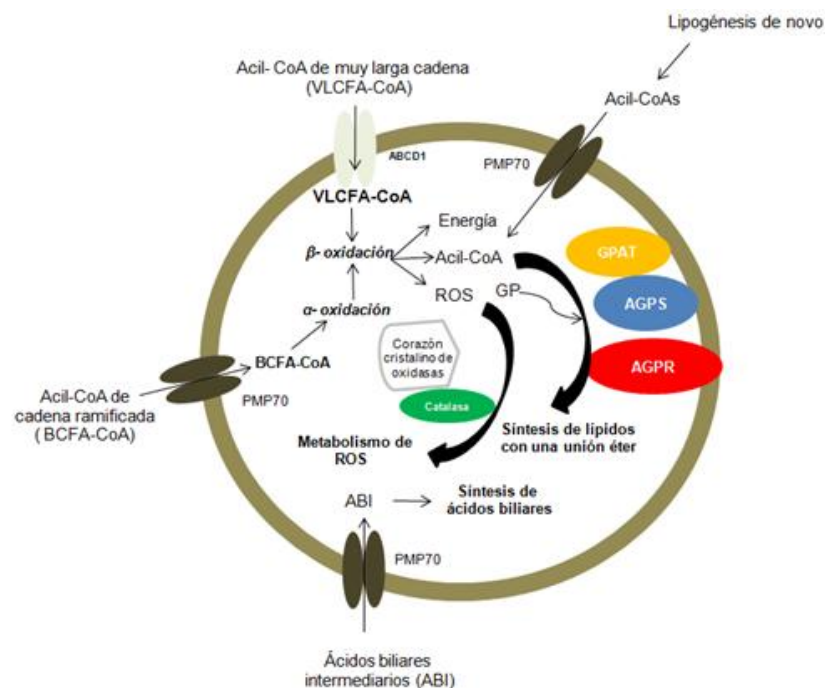 Lipogénesis de novo
Acil- CoA de muy larga cadena
(VLCFA-CoA)
Acil-CoAs
ABCD1
PMP70
VLCFA-CoA
Energía
β- oxidación
Acil-CoA
GPAT
ROS
GP
AGPS
α- oxidación
Corazón
cristalino de
oxidasas
BCFA-CoA
AGPR
Acil-CoA de
cadena ramificada
( BCFA-CoA)
PMP70
Catalasa
Síntesis de lípidos
con una unión éter
Metabolismo de
ROS
ABI
Síntesis de
ácidos biliares
PMP70
Ácidos biliares
intermediarios (ABI)